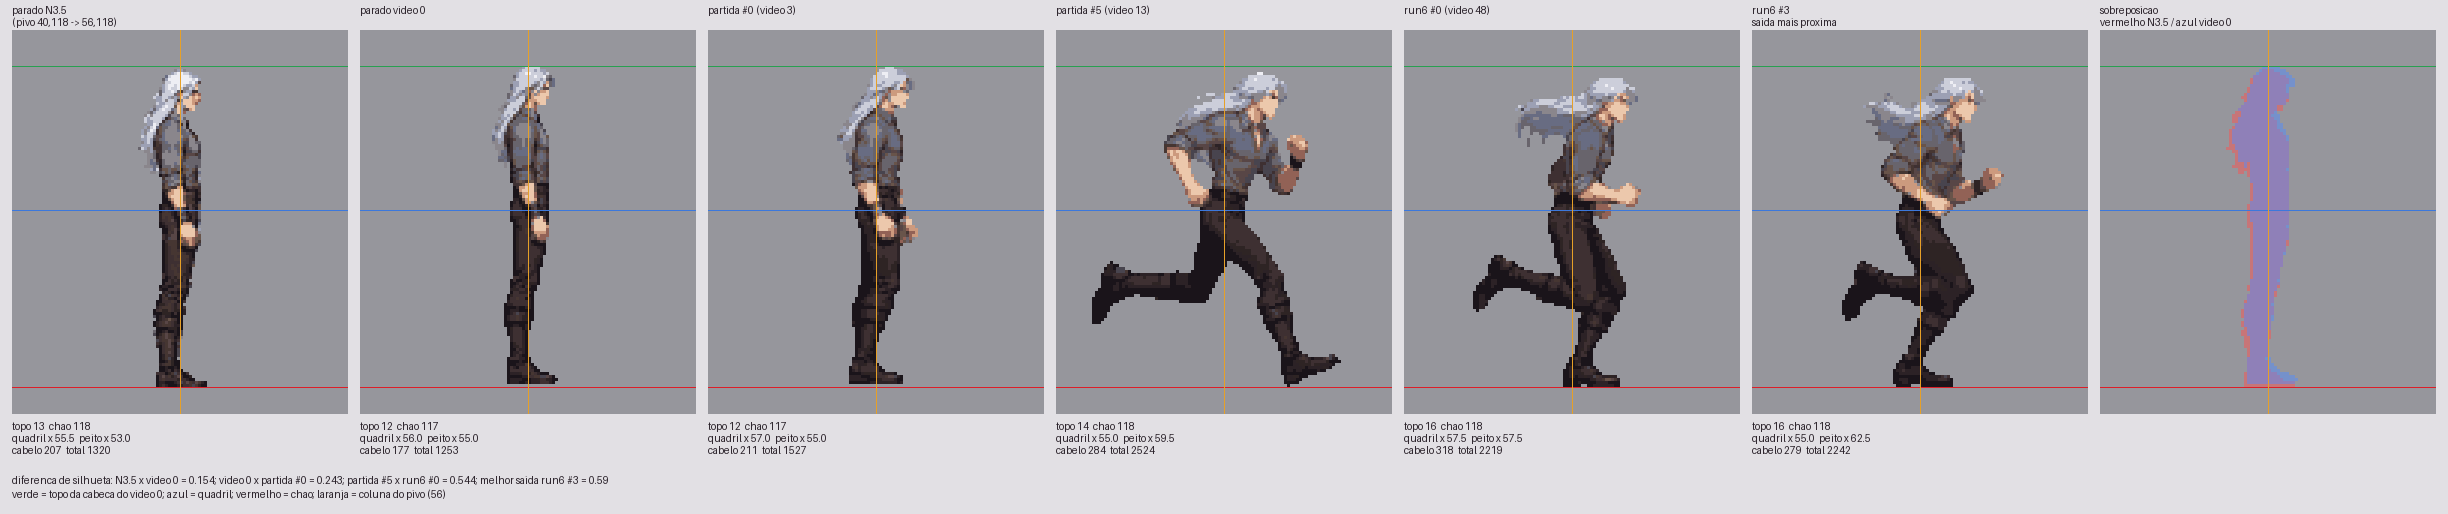 parado N3.5
(pivo 40,118 -> 56,118)
parado video 0
partida #0 (video 3)
partida #5 (video 13)
run6 #0 (video 48)
run6 #3
saida mais proxima
sobreposicao
vermelho N3.5 / azul video 0
topo 13  chao 118
quadril x 55.5  peito x 53.0
cabelo 207  total 1320
topo 12  chao 117
quadril x 56.0  peito x 55.0
cabelo 177  total 1253
topo 12  chao 117
quadril x 57.0  peito x 55.0
cabelo 211  total 1527
topo 14  chao 118
quadril x 55.0  peito x 59.5
cabelo 284  total 2524
topo 16  chao 118
quadril x 57.5  peito x 57.5
cabelo 318  total 2219
topo 16  chao 118
quadril x 55.0  peito x 62.5
cabelo 279  total 2242
diferenca de silhueta: N3.5 x video 0 = 0.154; video 0 x partida #0 = 0.243; partida #5 x run6 #0 = 0.544; melhor saida run6 #3 = 0.59
verde = topo da cabeca do video 0; azul = quadril; vermelho = chao; laranja = coluna do pivo (56)